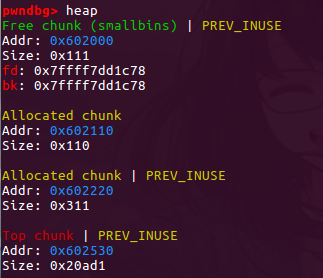 pwndbg> heap
Free chunk (smallbins) | PREV_INUSE
Addr: 0x602000
Size: 0x111
fd: 0x7ffff7dd1c78
bk: 0x7ffff7dd1c78
Allocated chunk
Addr: 0x602110
Size: 0x110
Allocated chunk | PREV_INUSE
Addr: 0x602220
Size: 0x311
Top chunk | PREV_INUSE
Addr: 0x602530
Size: 0x20ad1